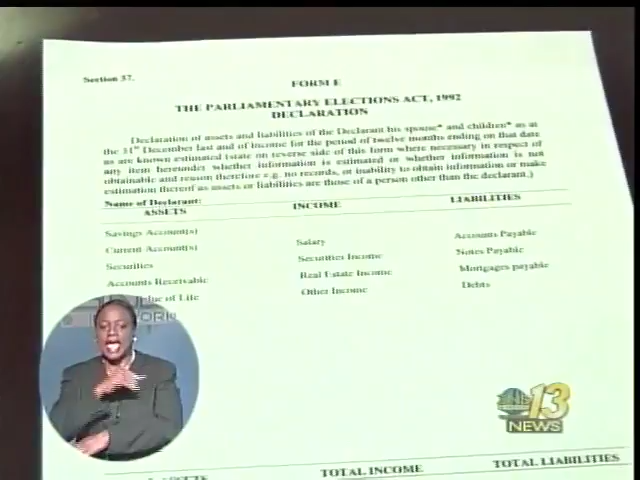 Section 37.
FORM E
THE PARLIAMENTARY ELECTIONS ACT, 1992
DECLARATION
Declaration of assets and liabilities of the Declarant his spouse* and children* as at
the 31st December last and of income for the period of twelve months ending on that date
as are known estimated (state on reverse side of this form where necessary in respect of
any item hereunder whether information is estimated or whether information is not
obtainable and reason therefore e.g. no records, or inability to obtain information or make
estimation thereof as assets or liabilities are those of a person other than the declarant.)
Name of Declarant:
ASSETS INCOME LIABILITIES
Savings Account(s)
Current Account(s) Salary Accounts Payable
Securities Securities Income Notes Payable
Accounts Receivable Real Estate Income Mortgages payable
of Life Other Income Debts
13
NEWS
TOTAL INCOME TOTAL LIABILITIES